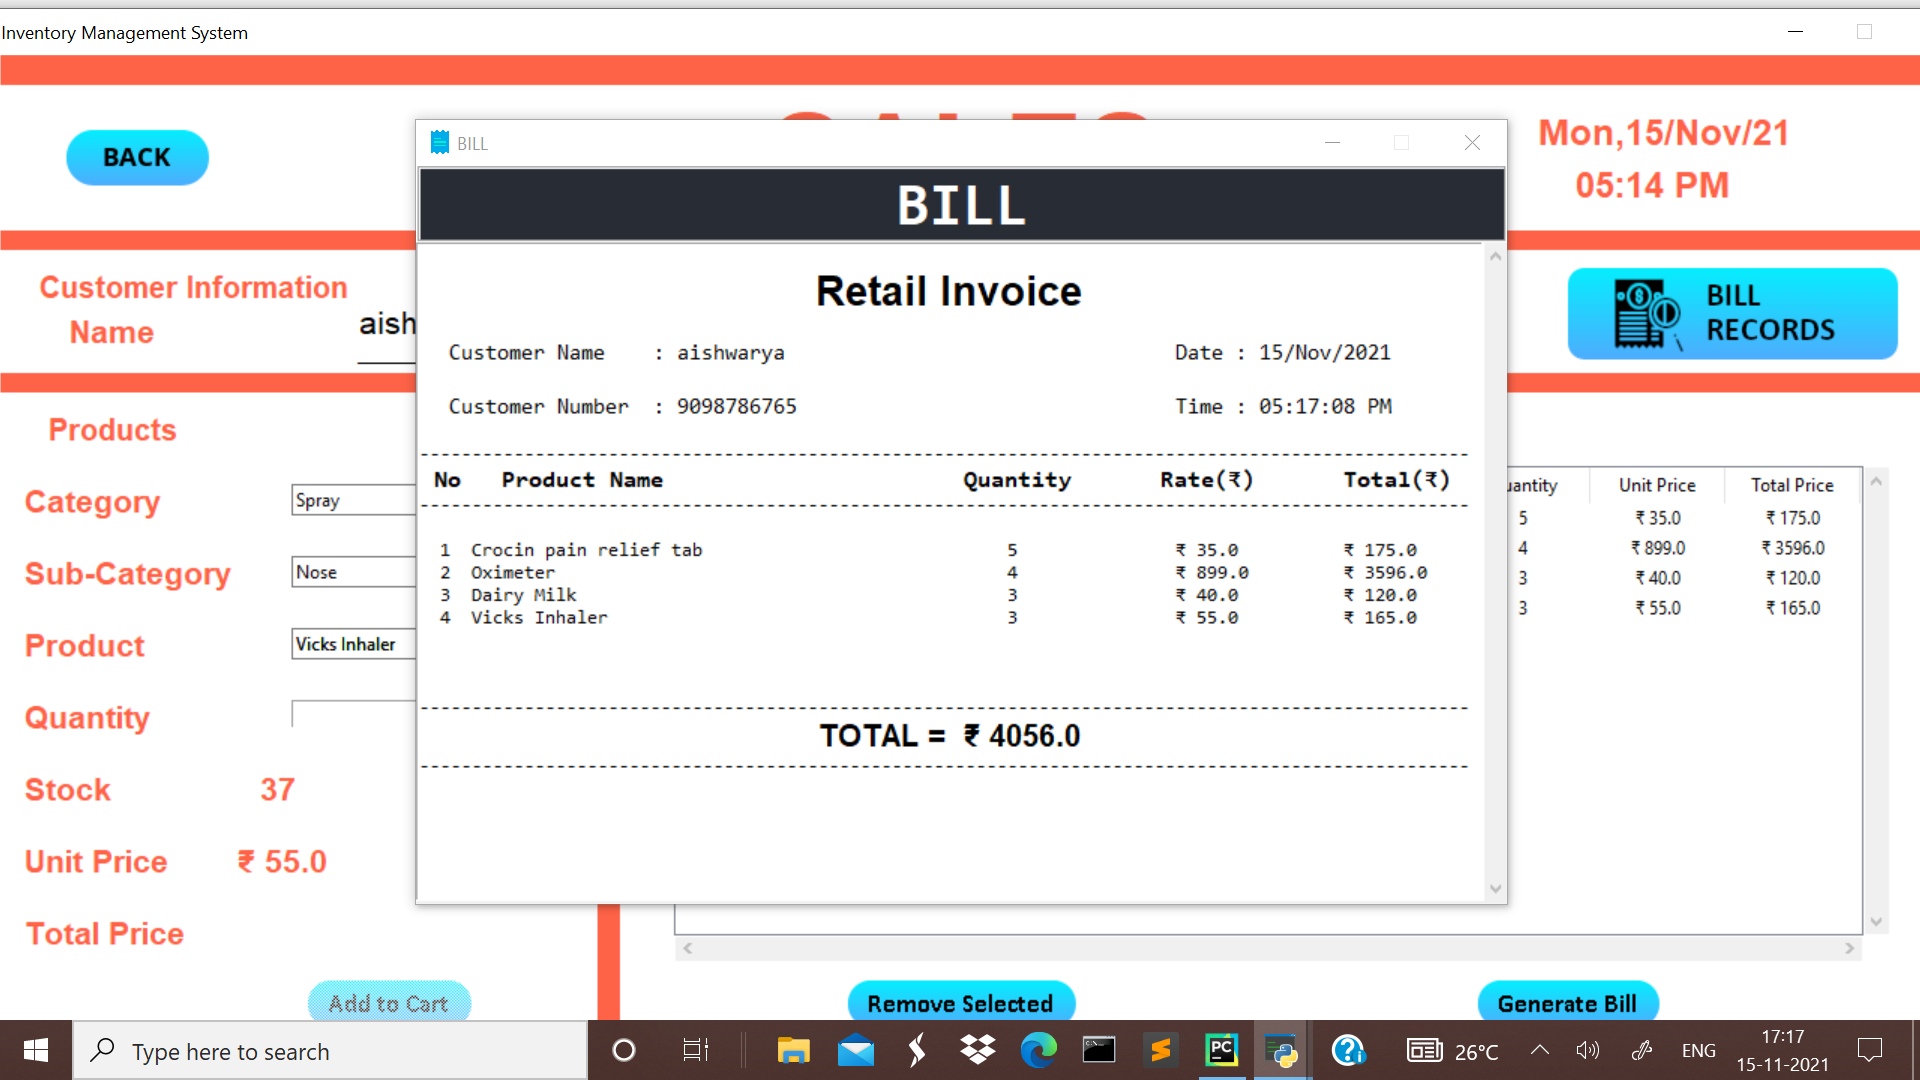 Inventory Management System
BACK
Mon,15/Nov/21
05:14 PM
Customer Information
Name
BILL
RECORDS
BILL
BILL
Retail Invoice
Customer Name : aishwarya Date : 15/Nov/2021
Customer Number : 9098786765 Time : 05:17:08 PM
No Product Name Quantity Rate(₹) Total(₹)
1 Crocin pain relief tab 5 ₹ 35.0 ₹ 175.0
2 Oximeter 4 ₹ 899.0 ₹ 3596.0
3 Dairy Milk 3 ₹ 40.0 ₹ 120.0
4 Vicks Inhaler 3 ₹ 55.0 ₹ 165.0
TOTAL = ₹ 4056.0
Products
Category Spray
Sub-Category Nose
Product Vicks Inhaler
Quantity
Stock 37
Unit Price ₹ 55.0
Total Price
Add to Cart
Unit Price Total Price
5 ₹ 35.0 ₹ 175.0
4 ₹ 899.0 ₹ 3596.0
3 ₹ 40.0 ₹ 120.0
3 ₹ 55.0 ₹ 165.0
Remove Selected
Generate Bill
Type here to search
PC
26°C
ENG
17:17
15-11-2021